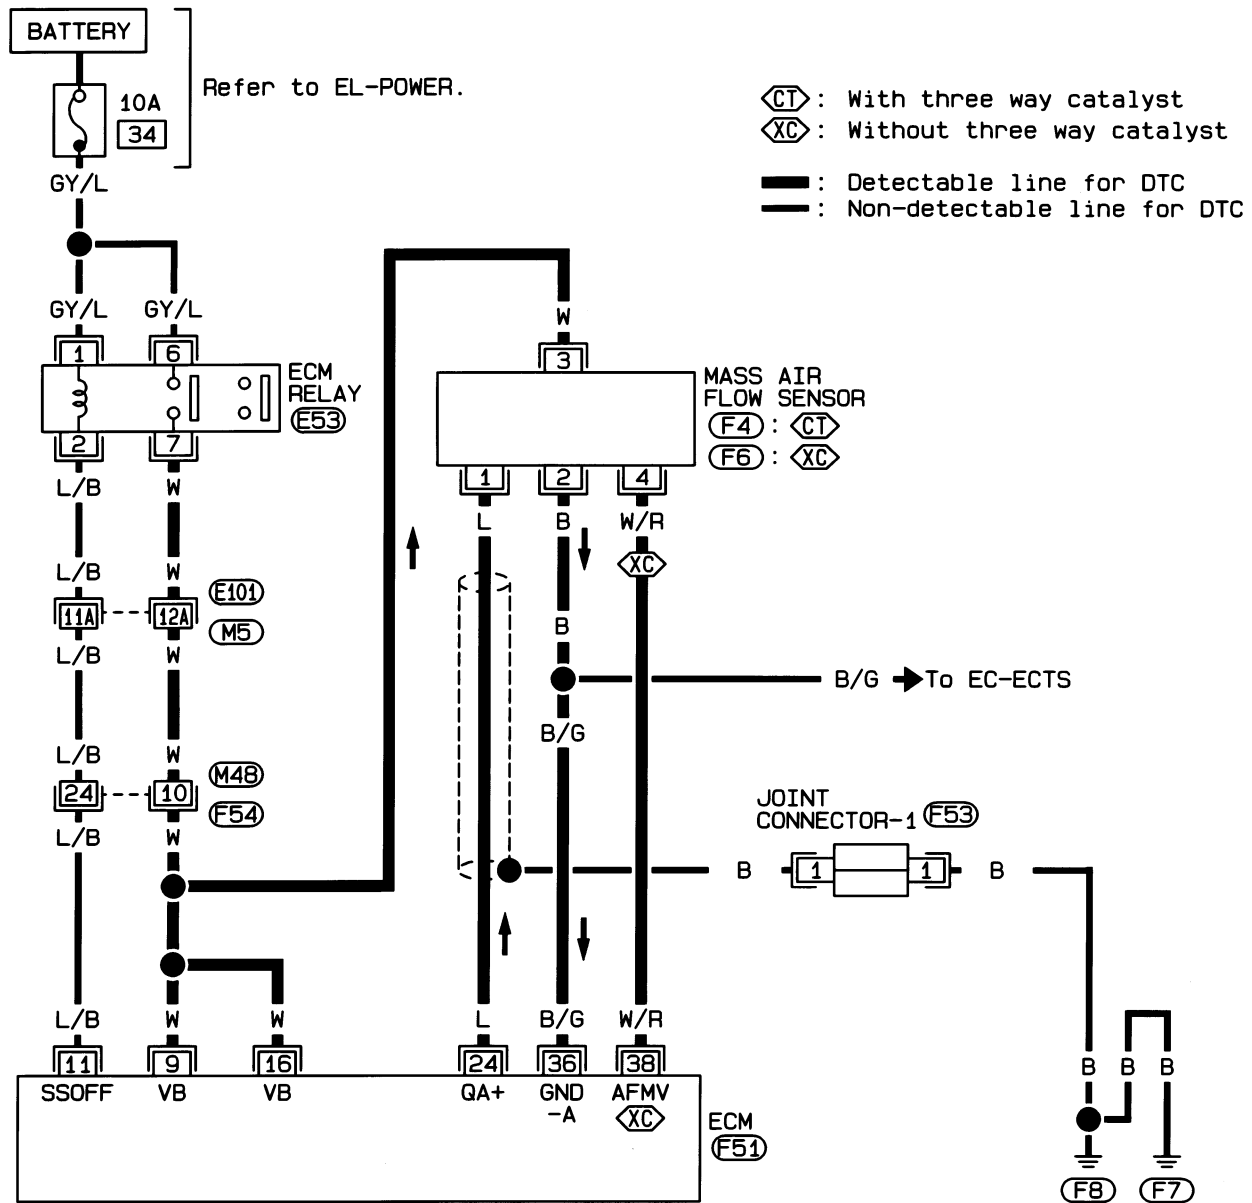 BATTERY
10A
34
Refer to EL-POWER.
CT : With three way catalyst
XC : Without three way catalyst
: Detectable line for DTC
: Non-detectable line for DTC
GY/L
GY/L GY/L
W
1 6
3
ECM
RELAY
E53
MASS AIR
FLOW SENSOR
F4 : CT
F6 : XC
2 7
1 2 4
L/B W
L B W/R
XC
L/B W
E101
11A 12A
M5
L/B W
B
B/G To EC-ECTS
B/G
L/B W
M48
24 10
F54
L/B W
JOINT
CONNECTOR-1 F53
B 1 1 B
L/B W W L B/G W/R
11 9 16 24 36 38
SSOFF VB VB QA+ GND
-A AFMV
XC
ECM
F51
B B B
F8 F7